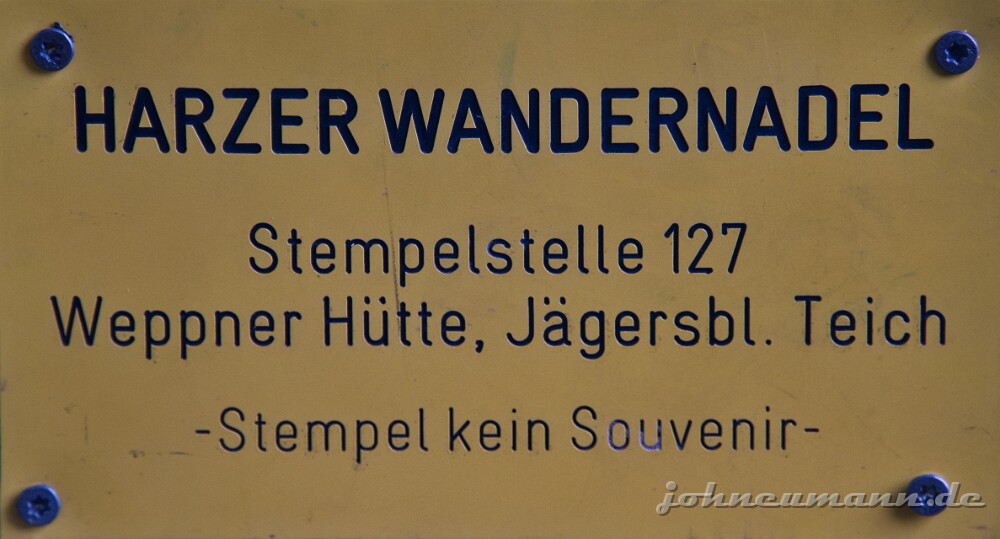 HARZER WANDERNADEL
Stempelstelle 127
Weppner Hütte, Jägersbl. Teich
-Stempel kein Souvenir-
johneumann.de